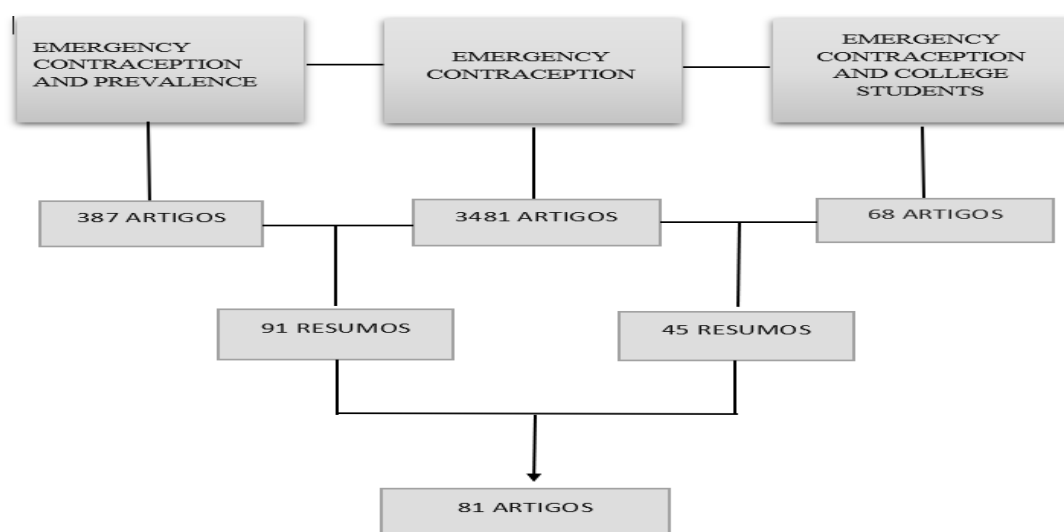 EMERGENCY
CONTRACEPTION
AND PREVALENCE
EMERGENCY
CONTRACEPTION
EMERGENCY
CONTRACEPTION
AND COLLEGE
STUDENTS
387 ARTIGOS
3481 ARTIGOS
68 ARTIGOS
91 RESUMOS
45 RESUMOS
81 ARTIGOS